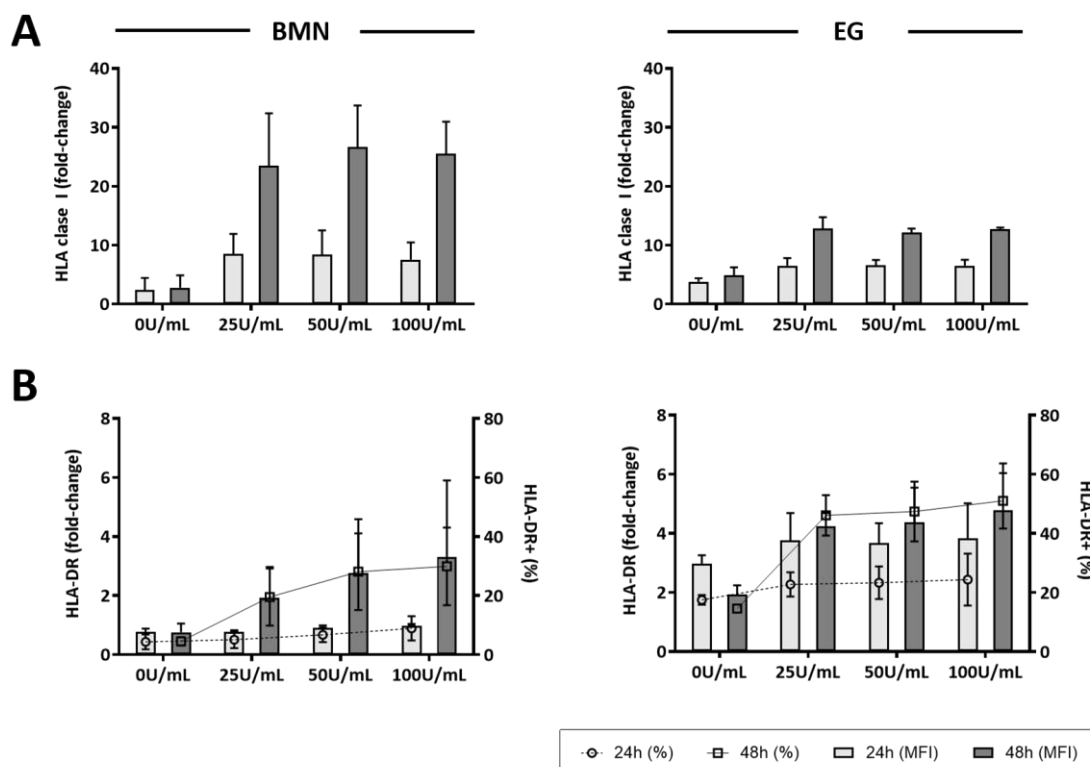 A
BMN
EG
HLA clase I (fold-change)
40
30
20
10
0
0U/mL 25U/mL 50U/mL 100U/mL
HLA clase I (fold-change)
40
30
20
10
0
0U/mL 25U/mL 50U/mL 100U/mL
B
HLA-DR (fold-change)
8
6
4
2
0
80
60
40
20
0
HLA-DR+ (%)
0U/mL 25U/mL 50U/mL 100U/mL
HLA-DR (fold-change)
8
6
4
2
0
80
60
40
20
0
HLA-DR+ (%)
0U/mL 25U/mL 50U/mL 100U/mL
24h (%) 48h (%) 24h (MFI) 48h (MFI)